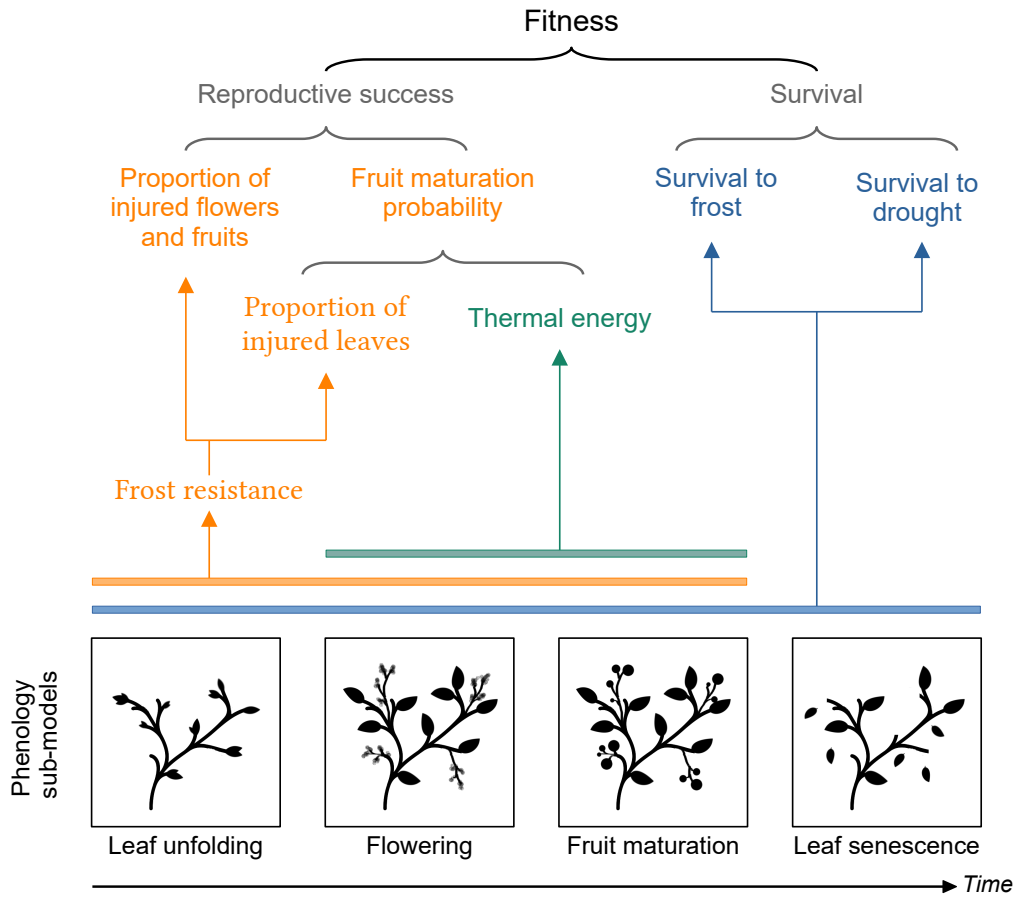 Fitness
Reproductive success
Survival
Proportion of
injured flowers
and fruits
Fruit maturation
probability
Survival to
frost
Survival to
drought
Proportion of
injured leaves
Thermal energy
Frost resistance
Phenology
sub-models
Leaf unfolding
Flowering
Fruit maturation
Leaf senescence
Time